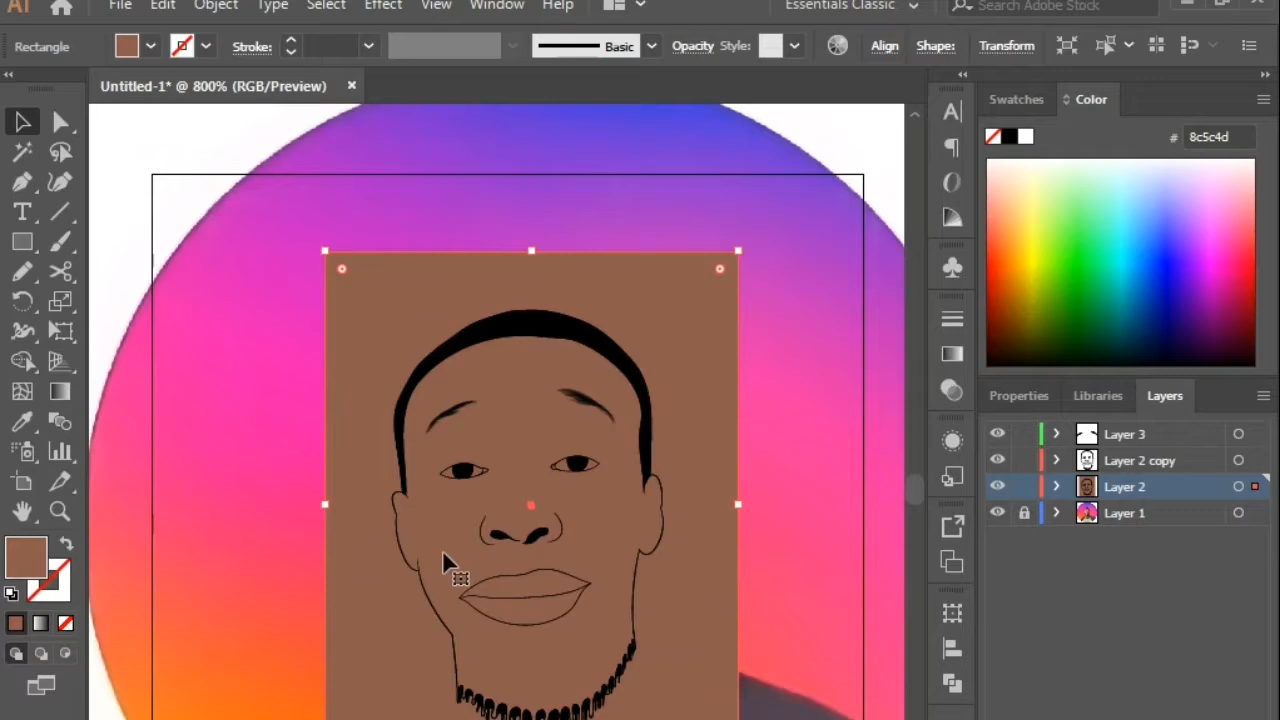 Ai File Edit Object Type Select Effect View Window Help Essentials Classic Search Adobe Stock
Rectangle Stroke: Basic Opacity Style: Align Shape: Transform
Untitled-1* @ 800% (RGB/Preview) ×
Swatches Color
# 8c5c4d
Properties Libraries Layers
Layer 3
Layer 2 copy
Layer 2
Layer 1